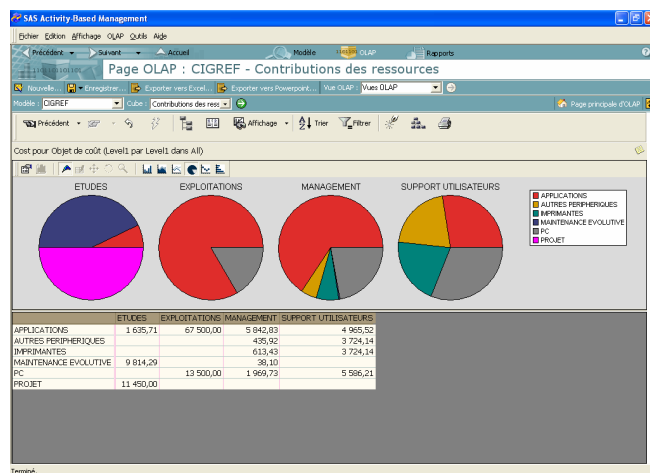 SAS Activity-Based Management
Fichier Edition Affichage OLAP Outils Aide
Précédent Suivant Accueil Modèle OLAP Rapports
Page OLAP : CIGREF - Contributions des ressources
Nouvelle... Enregistrer... Exporter vers Excel... Exporter vers Powerpoint... Vue OLAP : Vues OLAP
Modèle : CIGREF Cube : Contributions des ress Page principale d'OLAP
Précédent Affichage Trier Filtrer
Cost pour Objet de coût (Level1 par Level1 dans All)
ETUDES EXPLOITATIONS MANAGEMENT SUPPORT UTILISATEURS
APPLICATIONS
AUTRES PERIPHERIQUES
IMPRIMANTES
MAINTENANCE EVOLUTIVE
PC
PROJET
ETUDES EXPLOITATIONS MANAGEMENT SUPPORT UTILISATEURS
APPLICATIONS 1 635,71 67 500,00 5 842,83 4 965,52
AUTRES PERIPHERIQUES 435,92 3 724,14
IMPRIMANTES 613,43 3 724,14
MAINTENANCE EVOLUTIVE 9 814,29 38,10
PC 13 500,00 1 969,73 5 586,21
PROJET 11 450,00
Terminé.